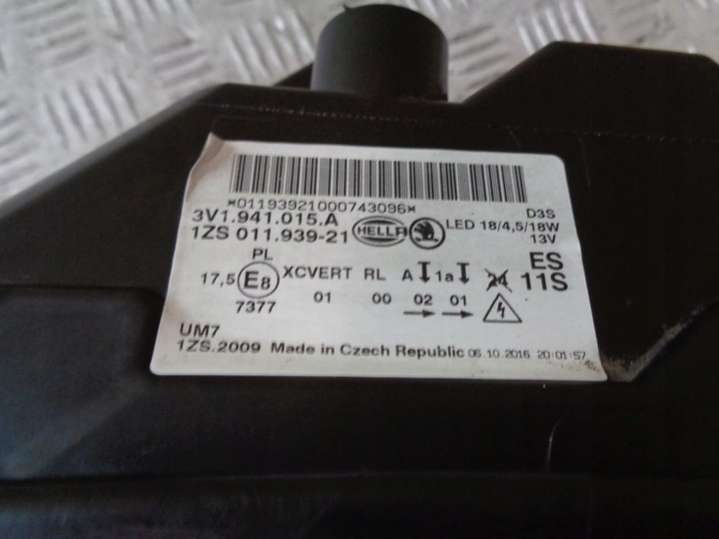 *011939210000743096*
3V1.941.015.A
D3S
1ZS 011.939-21 HELLA LED 18/4,5/18W
13V
PL
ES
17,5 E8 XCVERT RL A 1a 24 11S
7377 01 00 02 01
UM7
1ZS.2009 Made in Czech Republic 06.10.2016 20:01:57